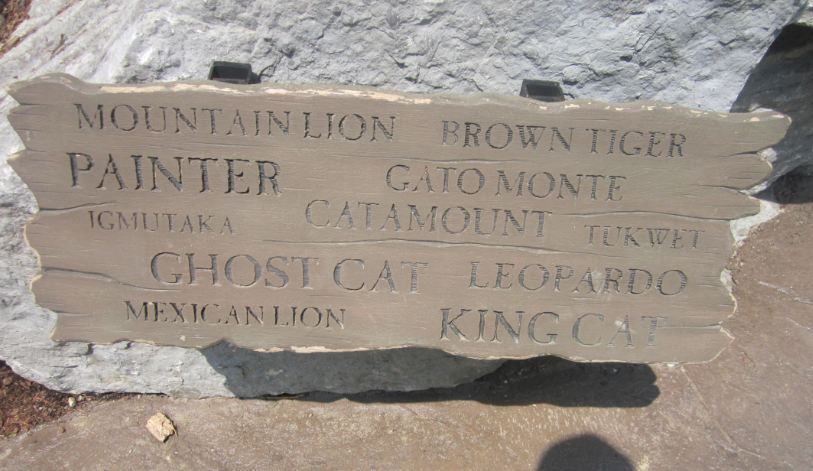 MOUNTAIN LION BROWN TIGER
PAINTER GATO MONTE
IGMUTAKA CATAMOUNT TUKWET
GHOST CAT LEOPARDO
MEXICAN LION KING CAT